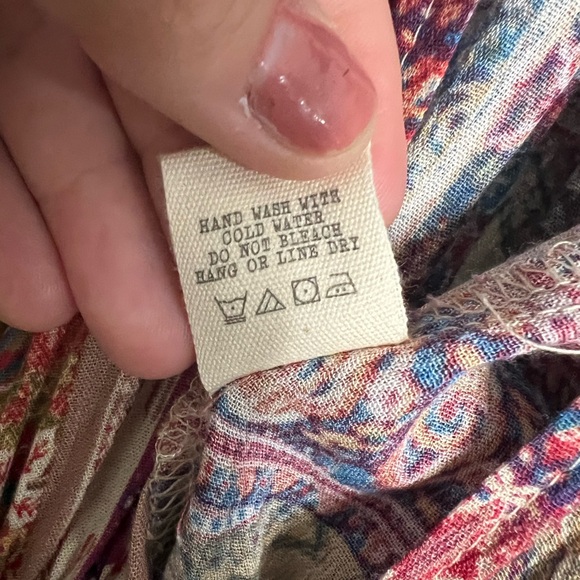 HAND WASH WITH
COLD WATER
DO NOT BLEACH
HANG OR LINE DRY